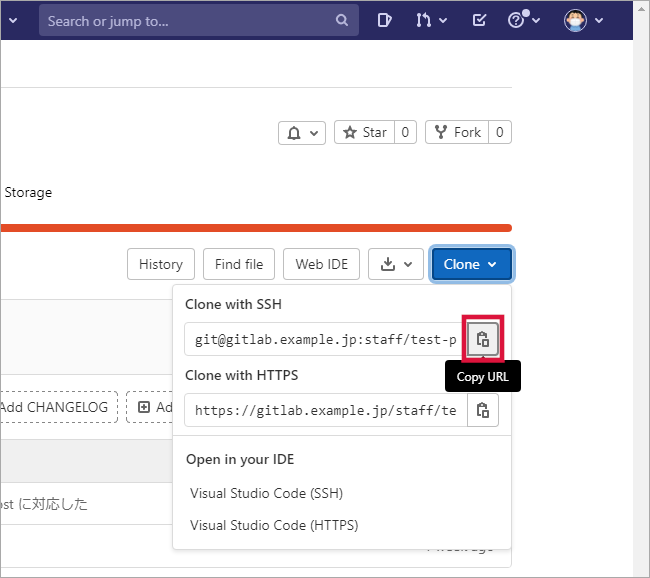 Search or jump to...
Star 0
Fork 0
Storage
History
Find file
Web IDE
Clone
Clone with SSH
git@gitlab.example.jp:staff/test-p
Copy URL
Clone with HTTPS
https://gitlab.example.jp/staff/te
Add CHANGELOG
Ad
Open in your IDE
Visual Studio Code (SSH)
に対応した
Visual Studio Code (HTTPS)